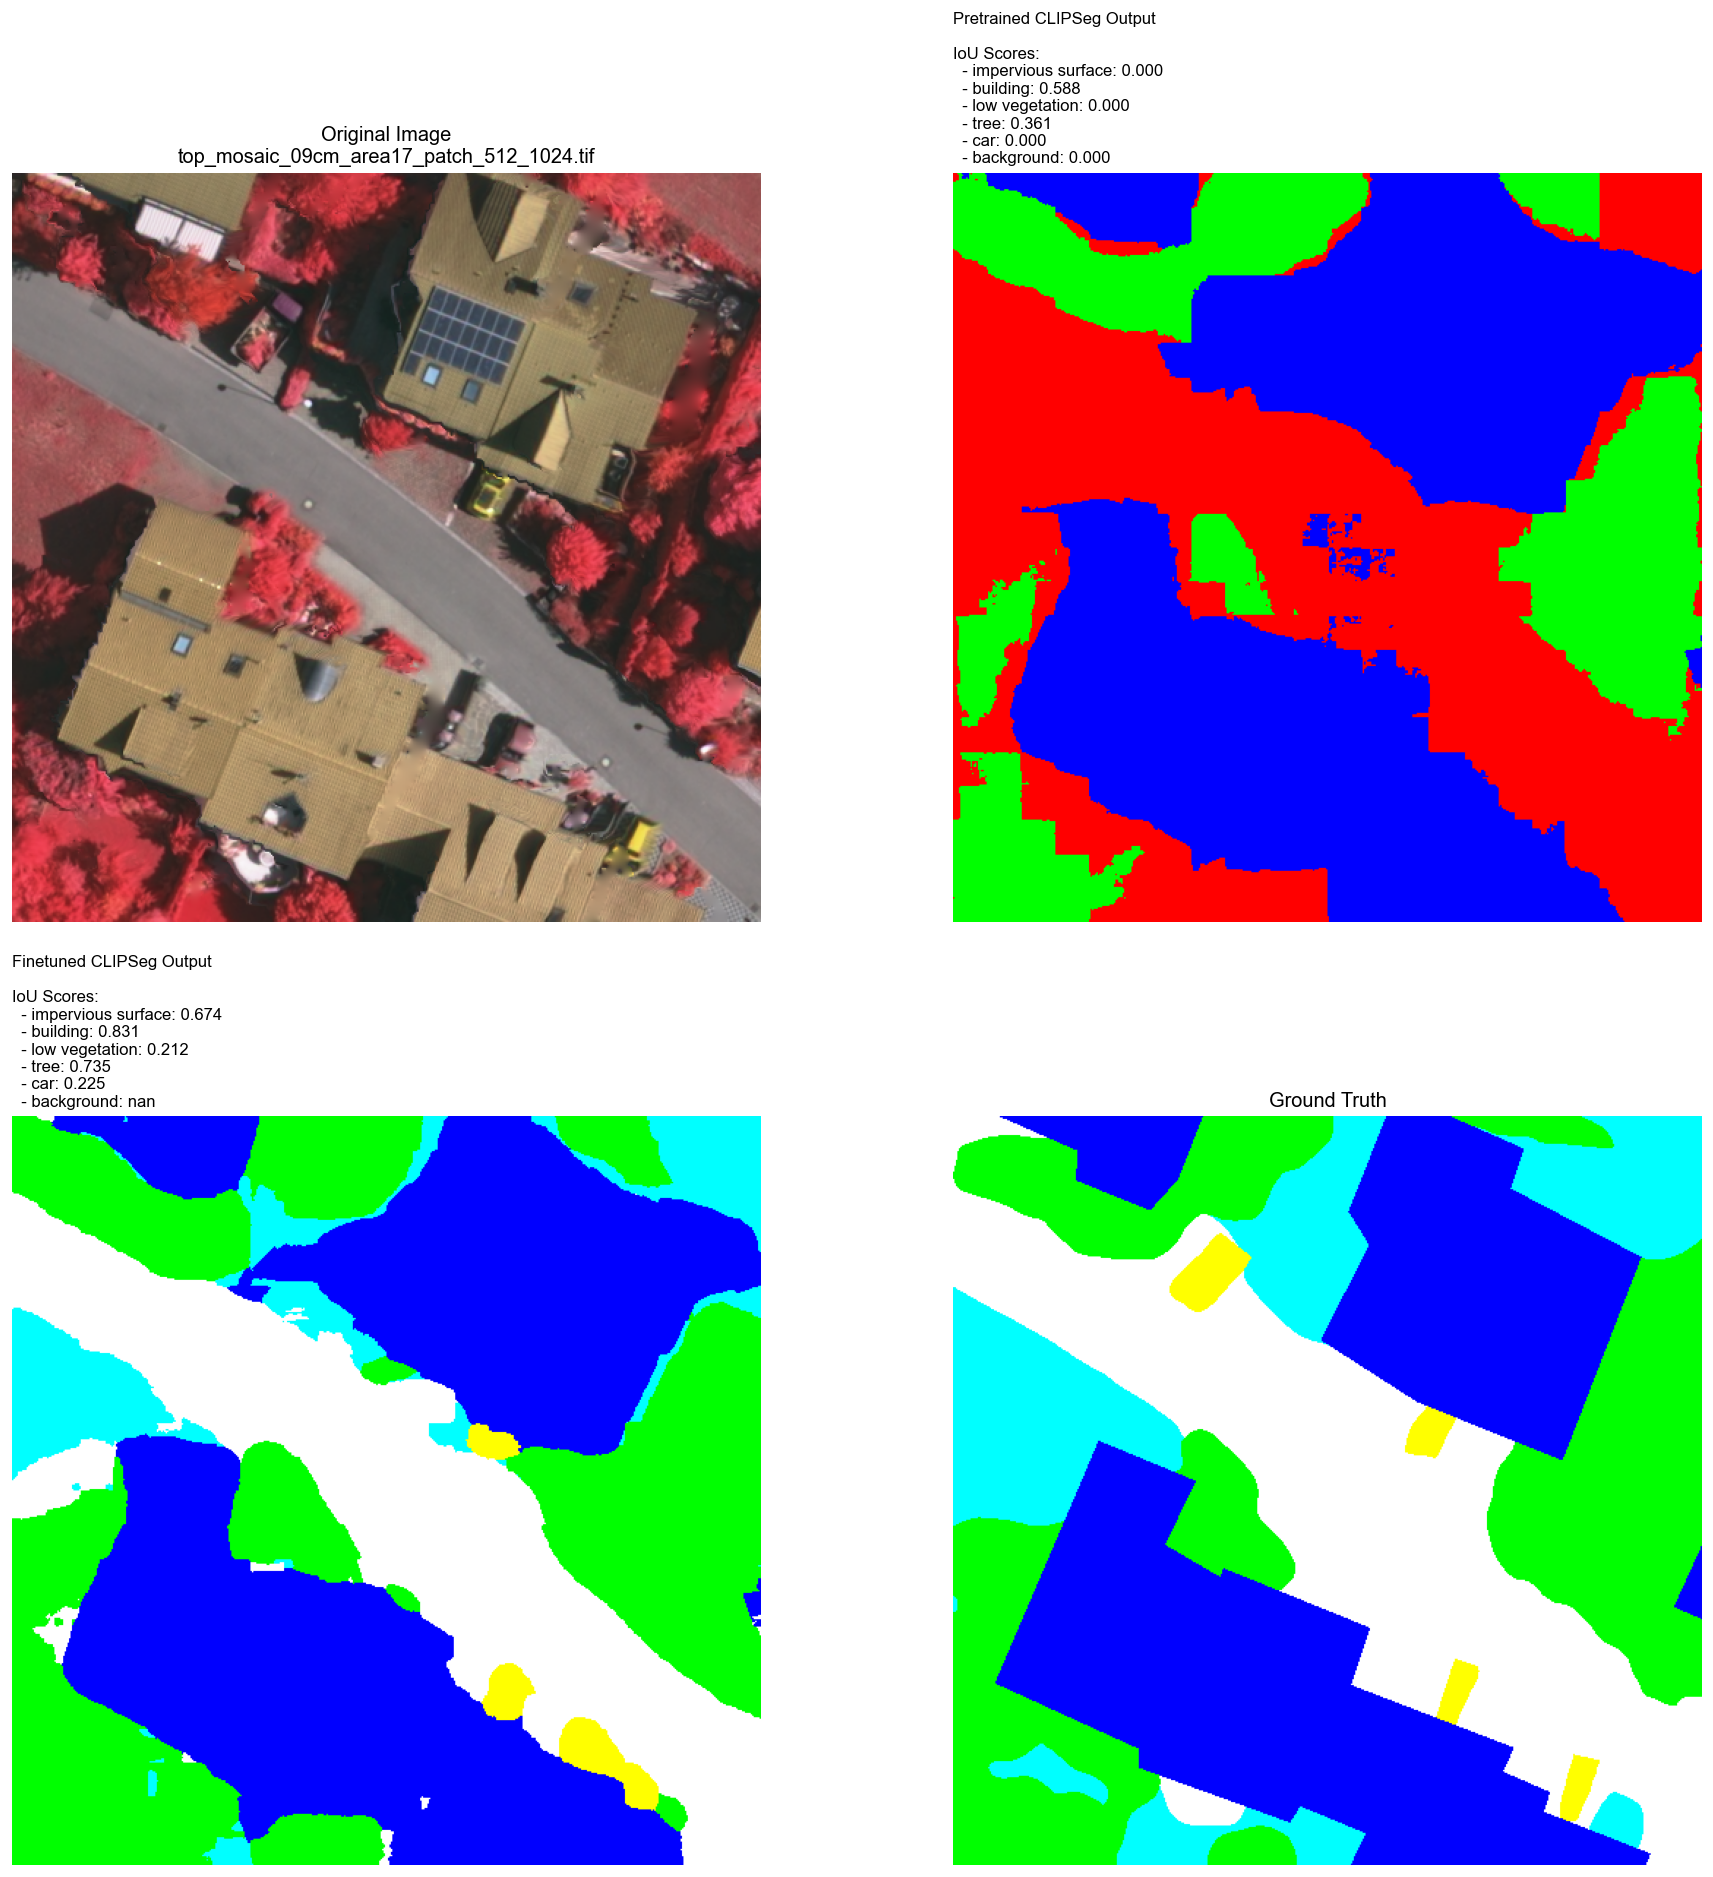 Original Image
top_mosaic_09cm_area17_patch_512_1024.tif
Pretrained CLIPSeg Output
IoU Scores:
- impervious surface: 0.000
- building: 0.588
- low vegetation: 0.000
- tree: 0.361
- car: 0.000
- background: 0.000
Finetuned CLIPSeg Output
IoU Scores:
- impervious surface: 0.674
- building: 0.831
- low vegetation: 0.212
- tree: 0.735
- car: 0.225
- background: nan
Ground Truth